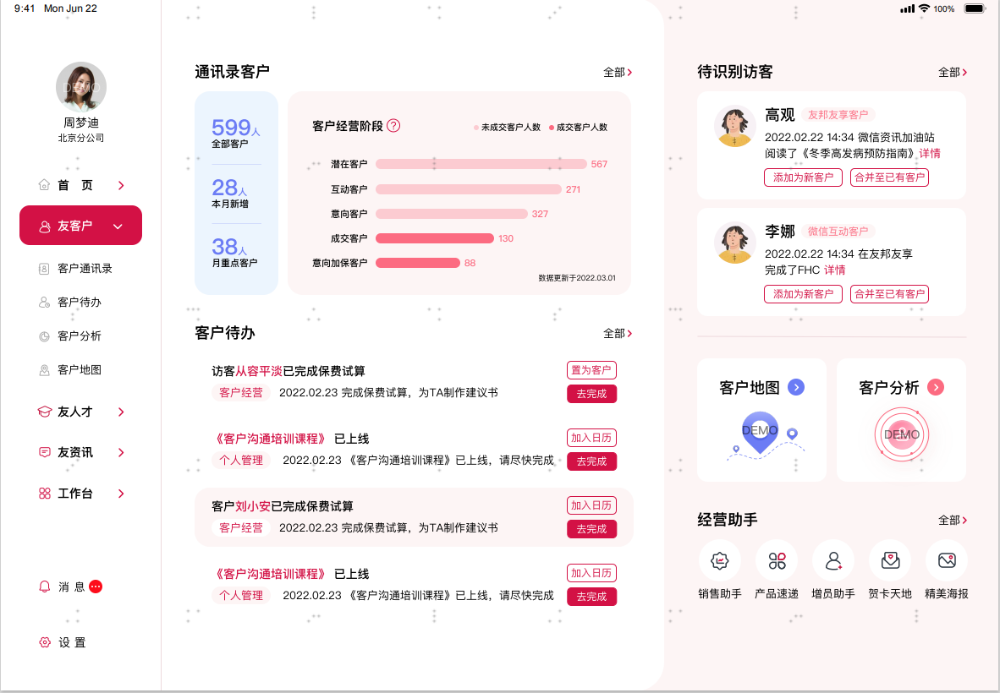 9:41 Mon Jun 22
100%
DEMO
周梦迪
北京分公司
首 页
友客户
客户通讯录
客户待办
客户分析
客户地图
友人才
友资讯
工作台
消 息
设 置
通讯录客户
全部
599人
全部客户
28人
本月新增
38人
月重点客户
客户经营阶段 ?
未成交客户人数 成交客户人数
潜在客户 567
互动客户 271
意向客户 327
成交客户 130
意向加保客户 88
数据更新于2022.03.01
客户待办
全部
访客从容平淡已完成保费试算
置为客户
客户经营 2022.02.23 完成保费试算，为TA制作建议书
去完成
《客户沟通培训课程》 已上线
加入日历
个人管理 2022.02.23 《客户沟通培训课程》已上线，请尽快完成
去完成
客户刘小安已完成保费试算
加入日历
客户经营 2022.02.23 完成保费试算，为TA制作建议书
去完成
《客户沟通培训课程》 已上线
加入日历
个人管理 2022.02.23 《客户沟通培训课程》已上线，请尽快完成
去完成
待识别访客
全部
高观 友邦友享客户
2022.02.22 14:34 微信资讯加油站
阅读了《冬季高发病预防指南》详情
添加为新客户 合并至已有客户
李娜 微信互动客户
2022.02.22 14:34 在友邦友享
完成了FHC 详情
添加为新客户 合并至已有客户
客户地图
DEMO
客户分析
DEMO
经营助手
全部
销售助手 产品速递 增员助手 贺卡天地 精美海报